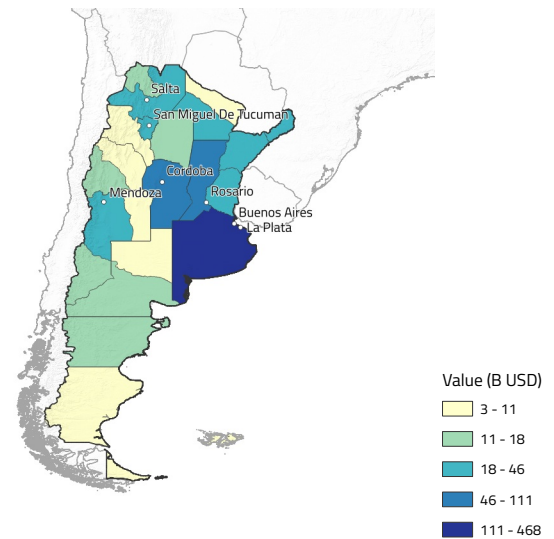 Salta
San Miguel De Tucuman
Cordoba
Mendoza
Rosario
Buenos Aires
La Plata
Value (B USD)
3 - 11
11 - 18
18 - 46
46 - 111
111 - 468